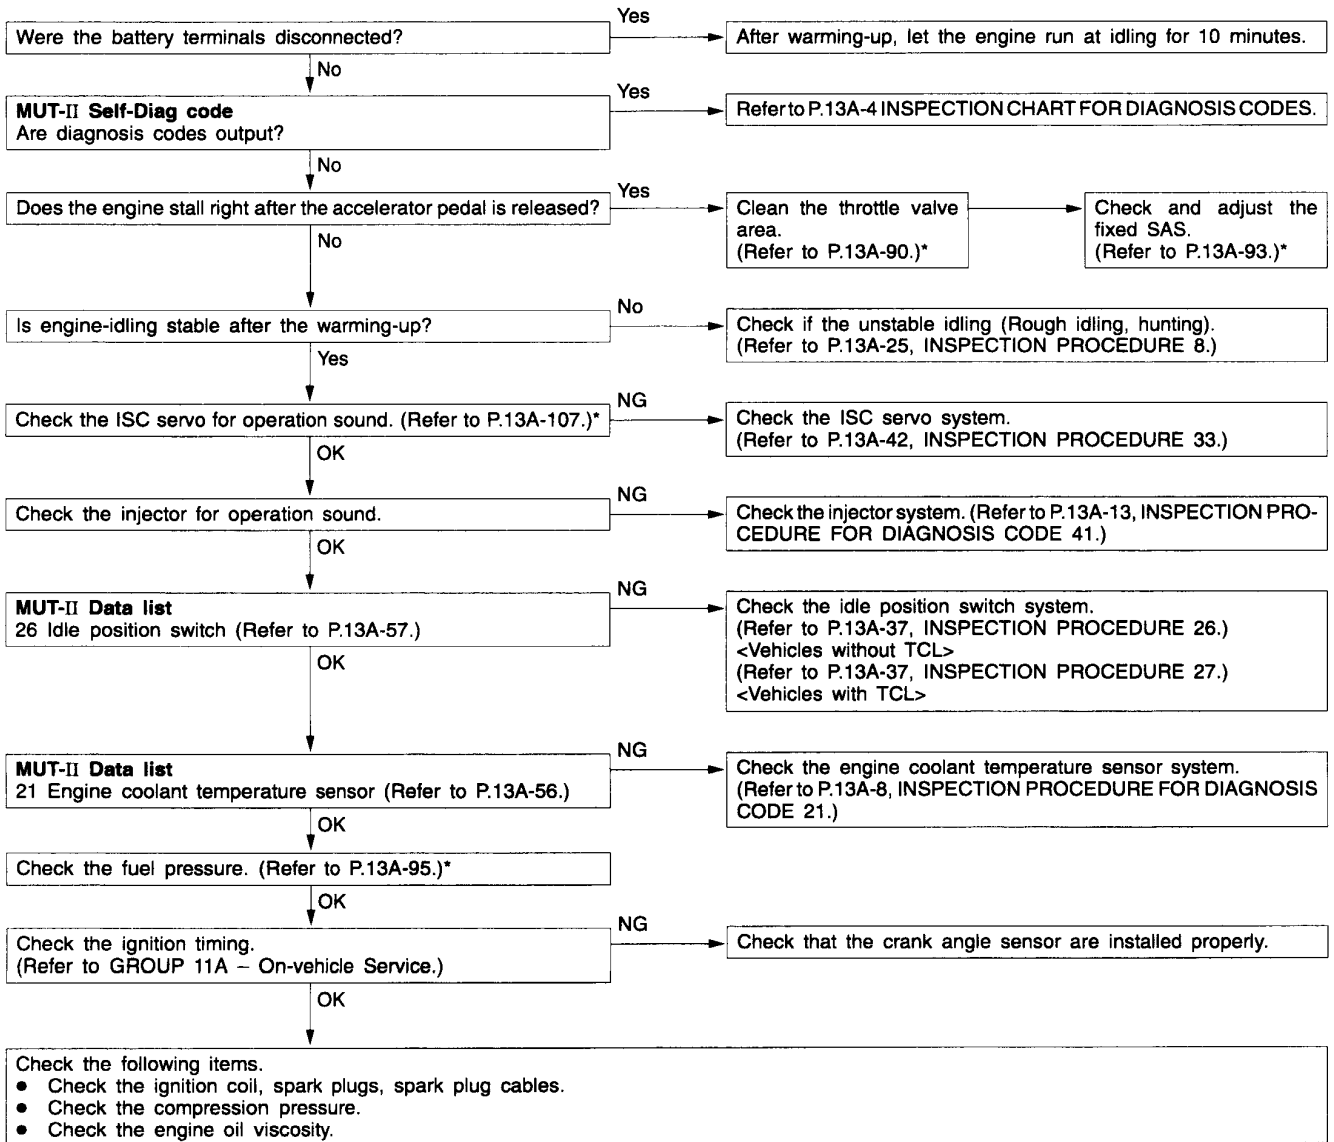 Were the battery terminals disconnected?
Yes
After warming-up, let the engine run at idling for 10 minutes.
No
MUT-II Self-Diag code
Are diagnosis codes output?
Yes
Refer to P.13A-4 INSPECTION CHART FOR DIAGNOSIS CODES.
No
Does the engine stall right after the accelerator pedal is released?
Yes
Clean the throttle valve
area.
(Refer to P.13A-90.)*
Check and adjust the
fixed SAS.
(Refer to P.13A-93.)*
No
Is engine-idling stable after the warming-up?
No
Check if the unstable idling (Rough idling, hunting).
(Refer to P.13A-25, INSPECTION PROCEDURE 8.)
Yes
Check the ISC servo for operation sound. (Refer to P.13A-107.)*
NG
Check the ISC servo system.
(Refer to P.13A-42, INSPECTION PROCEDURE 33.)
OK
Check the injector for operation sound.
NG
Check the injector system. (Refer to P.13A-13, INSPECTION PRO-
CEDURE FOR DIAGNOSIS CODE 41.)
OK
MUT-II Data list
26 Idle position switch (Refer to P.13A-57.)
NG
Check the idle position switch system.
(Refer to P.13A-37, INSPECTION PROCEDURE 26.)
<Vehicles without TCL>
(Refer to P.13A-37, INSPECTION PROCEDURE 27.)
<Vehicles with TCL>
OK
MUT-II Data list
21 Engine coolant temperature sensor (Refer to P.13A-56.)
NG
Check the engine coolant temperature sensor system.
(Refer to P.13A-8, INSPECTION PROCEDURE FOR DIAGNOSIS
CODE 21.)
OK
Check the fuel pressure. (Refer to P.13A-95.)*
OK
Check the ignition timing.
(Refer to GROUP 11A – On-vehicle Service.)
NG
Check that the crank angle sensor are installed properly.
OK
Check the following items.
● Check the ignition coil, spark plugs, spark plug cables.
● Check the compression pressure.
● Check the engine oil viscosity.